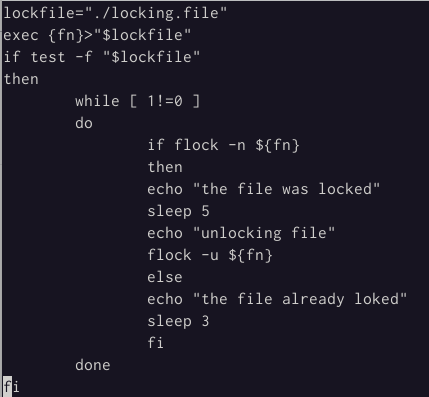 lockfile="./locking.file"
exec {fn}>"$lockfile"
if test -f "$lockfile"
then
        while [ 1!=0 ]
        do
                if flock -n ${fn}
                then
                echo "the file was locked"
                sleep 5
                echo "unlocking file"
                flock -u ${fn}
                else
                echo "the file already loked"
                sleep 3
                fi
        done
fi